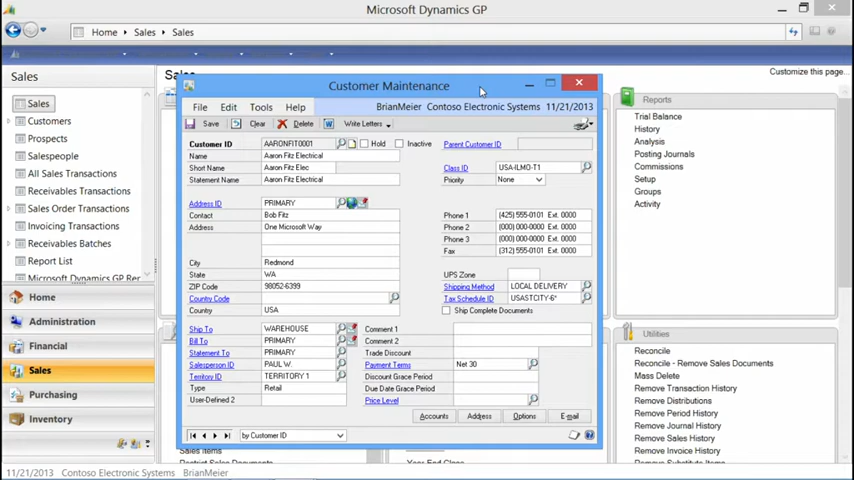 Microsoft Dynamics GP
Home Sales Sales
Customize this page...
Sales
Sales
Customers
Prospects
Salespeople
All Sales Transactions
Receivables Transactions
Sales Order Transactions
Invoicing Transactions
Receivables Batches
Report List
Microsoft Dynamics GP Rep
Home
Administration
Financial
Sales
Purchasing
Inventory
Sales
Customer Maintenance
File Edit Tools Help
BrianMeier Contoso Electronic Systems 11/21/2013
Save Clear Delete Write Letters
Customer ID AARONFIT0001 Hold Inactive Parent Customer ID
Name Aaron Fitz Electrical
Short Name Aaron Fitz Elec Class ID USA-ILMO-T1
Statement Name Aaron Fitz Electrical Priority None
Address ID PRIMARY
Contact Bob Fitz Phone 1 (425) 555-0101 Ext. 0000
Address One Microsoft Way Phone 2 (000) 000-0000 Ext. 0000
Phone 3 (000) 000-0000 Ext. 0000
Fax (312) 555-0101 Ext. 0000
City Redmond
State WA UPS Zone
ZIP Code 98052-6399 Shipping Method LOCAL DELIVERY
Country Code Tax Schedule ID USASTCITY-6*
Country USA Ship Complete Documents
Ship To WAREHOUSE Comment 1
Bill To PRIMARY Comment 2
Statement To PRIMARY Trade Discount
Salesperson ID PAUL W. Payment Terms Net 30
Territory ID TERRITORY 1 Discount Grace Period
Type Retail Due Date Grace Period
User-Defined 2 Price Level
Accounts Address Options E-mail
by Customer ID
Sales Items
Year-End Close
Reports
Trial Balance
History
Analysis
Posting Journals
Commissions
Setup
Groups
Activity
Utilities
Reconcile
Reconcile - Remove Sales Documents
Mass Delete
Remove Transaction History
Remove Distributions
Remove Period History
Remove Journal History
Remove Invoice History
11/21/2013 Contoso Electronic Systems BrianMeier